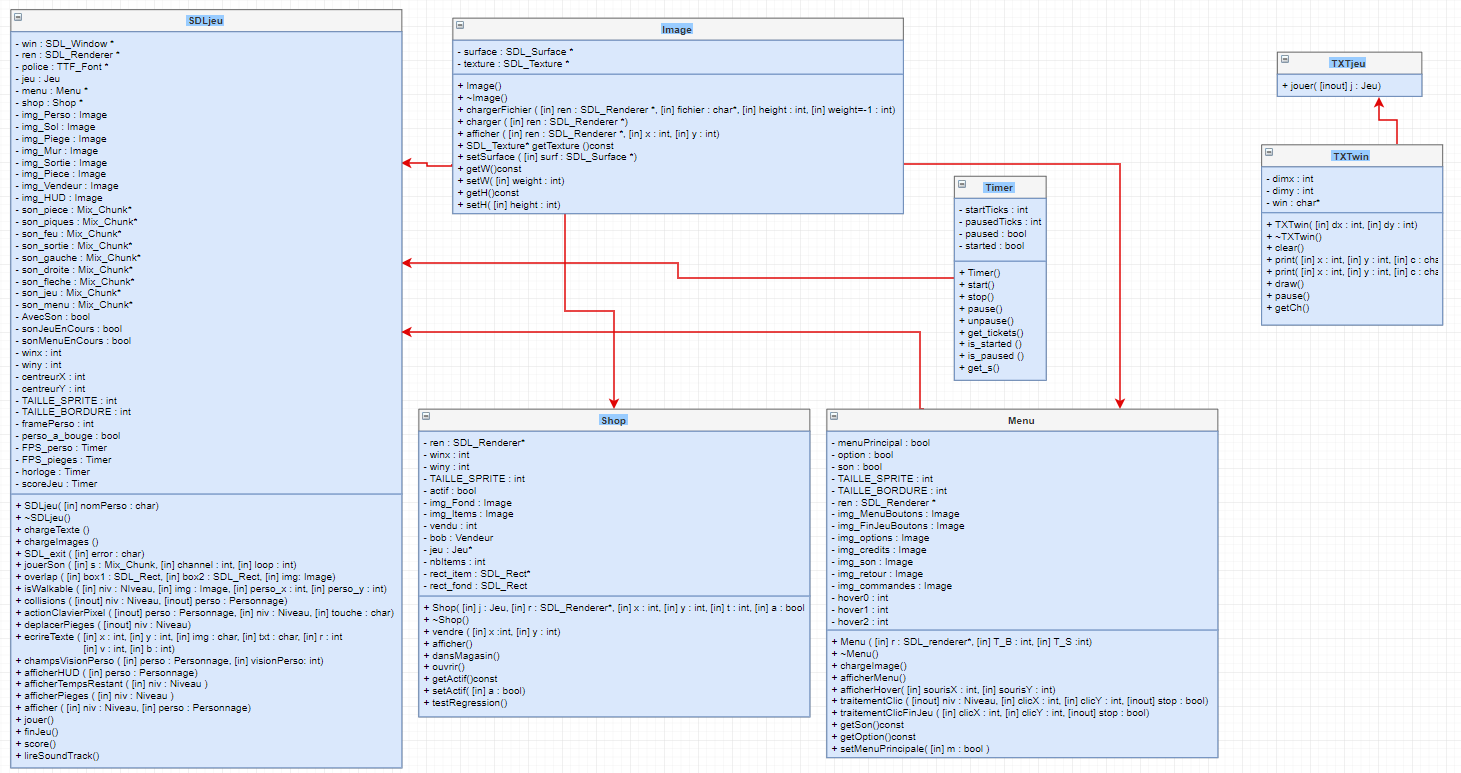 SDLjeu
- win : SDL_Window *
- ren : SDL_Renderer *
- police : TTF_Font *
- jeu : Jeu
- menu : Menu *
- shop : Shop *
- img_Perso : Image
- img_Sol : Image
- img_Piege : Image
- img_Mur : Image
- img_Sortie : Image
- img_Piece : Image
- img_Vendeur : Image
- img_HUD : Image
- son_piece : Mix_Chunk*
- son_piques : Mix_Chunk*
- son_feu : Mix_Chunk*
- son_sortie : Mix_Chunk*
- son_gauche : Mix_Chunk*
- son_droite : Mix_Chunk*
- son_fleche : Mix_Chunk*
- son_jeu : Mix_Chunk*
- son_menu : Mix_Chunk*
- AvecSon : bool
- sonJeuEnCours : bool
- sonMenuEnCours : bool
- winx : int
- winy : int
- centreurX : int
- centreurY : int
- TAILLE_SPRITE : int
- TAILLE_BORDURE : int
- framePerso : int
- perso_a_bouge : bool
- FPS_perso : Timer
- FPS_pieges : Timer
- horloge : Timer
- scoreJeu : Timer
+ SDLjeu( [in] nomPerso : char)
+ ~SDLjeu()
+ chargeTexte ()
+ chargeImages ()
+ SDL_exit ( [in] error : char)
+ jouerSon ( [in] s : Mix_Chunk, [in] channel : int, [in] loop : int)
+ overlap ( [in] box1 : SDL_Rect, [in] box2 : SDL_Rect, [in] img: Image)
+ isWalkable ( [in] niv : Niveau, [in] img : Image, [in] perso_x : int, [in] perso_y : int)
+ collisions ( [inout] niv : Niveau, [inout] perso : Personnage)
+ actionClavierPixel ( [inout] perso : Personnage, [in] niv : Niveau, [in] touche : char)
+ deplacerPieges ( [inout] niv : Niveau)
+ ecrireTexte ( [in] x : int, [in] y : int, [in] img : char, [in] txt : char, [in] r : int
[in] v : int, [in] b : int)
+ champsVisionPerso ( [in] perso : Personnage, [in] visionPerso: int)
+ afficherHUD ( [in] perso : Personnage)
+ afficherTempsRestant ( [in] niv : Niveau )
+ afficherPieges ( [in] niv : Niveau )
+ afficher ( [in] niv : Niveau, [in] perso : Personnage)
+ jouer()
+ finJeu()
+ score()
+ lireSoundTrack()
Image
- surface : SDL_Surface *
- texture : SDL_Texture *
+ Image()
+ ~Image()
+ chargerFichier ( [in] ren : SDL_Renderer *, [in] fichier : char*, [in] height : int, [in] weight=-1 : int)
+ charger ( [in] ren : SDL_Renderer *)
+ afficher ( [in] ren : SDL_Renderer *, [in] x : int, [in] y : int)
+ SDL_Texture* getTexture ()const
+ setSurface ( [in] surf : SDL_Surface *)
+ getW()const
+ setW( [in] weight : int)
+ getH()const
+ setH( [in] height : int)
Timer
- startTicks : int
- pausedTicks : int
- paused : bool
- started : bool
+ Timer()
+ start()
+ stop()
+ pause()
+ unpause()
+ get_tickets()
+ is_started ()
+ is_paused ()
+ get_s()
TXTjeu
+ jouer( [inout] j : Jeu)
TXTwin
- dimx : int
- dimy : int
- win : char*
+ TXTwin( [in] dx : int, [in] dy : int)
+ ~TXTwin()
+ clear()
+ print( [in] x : int, [in] y : int, [in] c : cha
+ print( [in] x : int, [in] y : int, [in] c : cha
+ draw()
+ pause()
+ getCh()
Shop
- ren : SDL_Renderer*
- winx : int
- winy : int
- TAILLE_SPRITE : int
- actif : bool
- img_Fond : Image
- img_Items : Image
- vendu : int
- bob : Vendeur
- jeu : Jeu*
- nbItems : int
- rect_item : SDL_Rect*
- rect_fond : SDL_Rect
+ Shop( [in] j : Jeu, [in] r : SDL_Renderer*, [in] x : int, [in] y : int, [in] t : int, [in] a : bool
+ ~Shop()
+ vendre ( [in] x :int, [in] y : int)
+ afficher()
+ dansMagasin()
+ ouvrir()
+ getActif()const
+ setActif( [in] a : bool)
+ testRegression()
Menu
- menuPrincipal : bool
- option : bool
- son : bool
- TAILLE_SPRITE : int
- TAILLE_BORDURE : int
- ren : SDL_Renderer *
- img_MenuBoutons : Image
- img_FinJeuBoutons : Image
- img_options : Image
- img_credits : Image
- img_son : Image
- img_retour : Image
- img_commandes : Image
- hover0 : int
- hover1 : int
- hover2 : int
+ Menu ( [in] r : SDL_renderer*, [in] T_B : int, [in] T_S :int)
+ ~Menu()
+ chargeImage()
+ afficherMenu()
+ afficherHover( [in] sourisX : int, [in] sourisY : int)
+ traitementClic ( [inout] niv : Niveau, [in] clicX : int, [in] clicY : int, [inout] stop : bool)
+ traitementClicFinJeu ( [in] clicX : int, [in] clicY : int, [inout] stop : bool)
+ getSon()const
+ getOption()const
+ setMenuPrincipale( [in] m : bool )